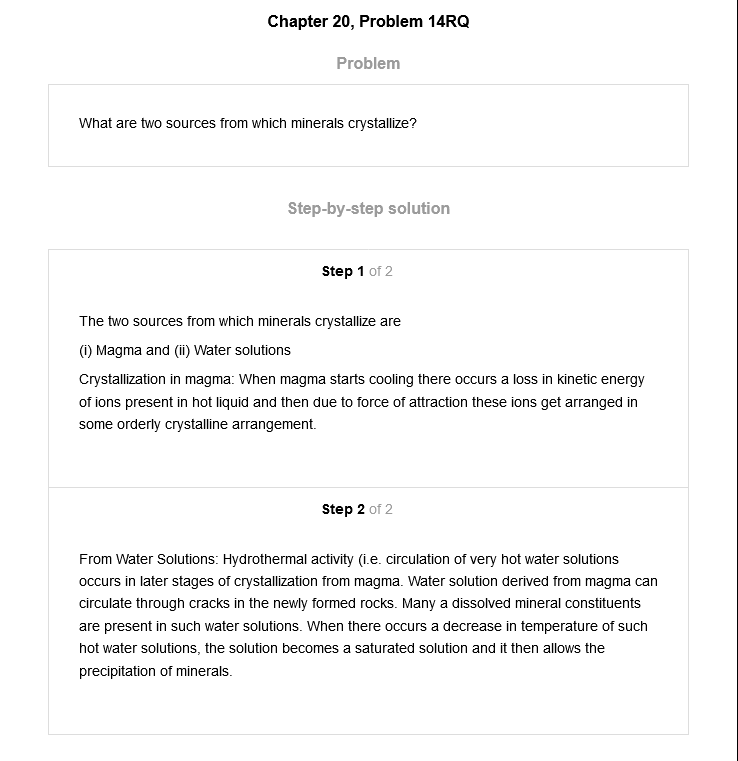 Chapter 20, Problem 14RQ
Problem
What are two sources from which minerals crystallize?
Step-by-step solution
Step 1 of 2
The two sources from which minerals crystallize are
(i) Magma and (ii) Water solutions
Crystallization in magma: When magma starts cooling there occurs a loss in kinetic energy
of ions present in hot liquid and then due to force of attraction these ions get arranged in
some orderly crystalline arrangement.
Step 2 of 2
From Water Solutions: Hydrothermal activity (i.e. circulation of very hot water solutions
occurs in later stages of crystallization from magma. Water solution derived from magma can
circulate through cracks in the newly formed rocks. Many a dissolved mineral constituents
are present in such water solutions. When there occurs a decrease in temperature of such
hot water solutions, the solution becomes a saturated solution and it then allows the
precipitation of minerals.